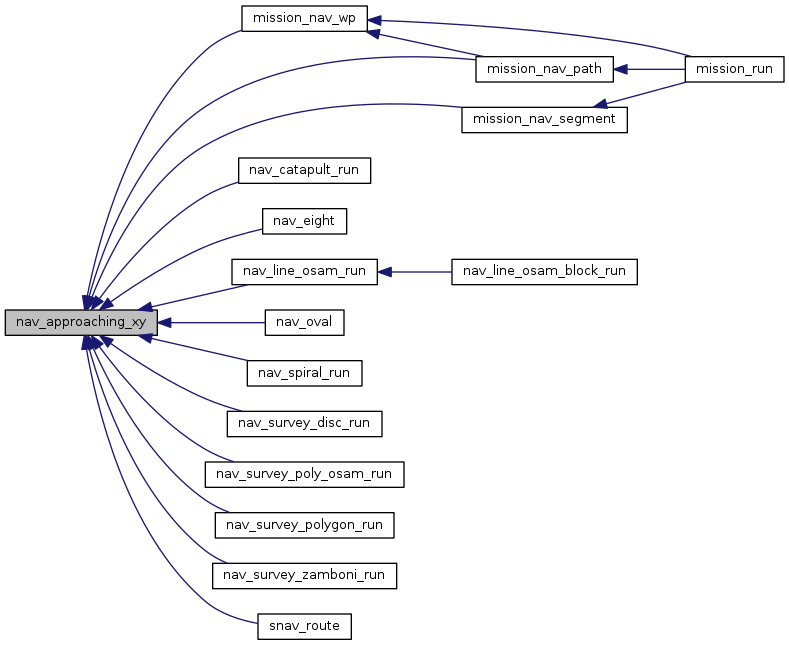 mission_nav_wp
mission_nav_path
mission_run
mission_nav_segment
nav_catapult_run
nav_eight
nav_line_osam_run
nav_line_osam_block_run
nav_approaching_xy
nav_oval
nav_spiral_run
nav_survey_disc_run
nav_survey_poly_osam_run
nav_survey_polygon_run
nav_survey_zamboni_run
snav_route